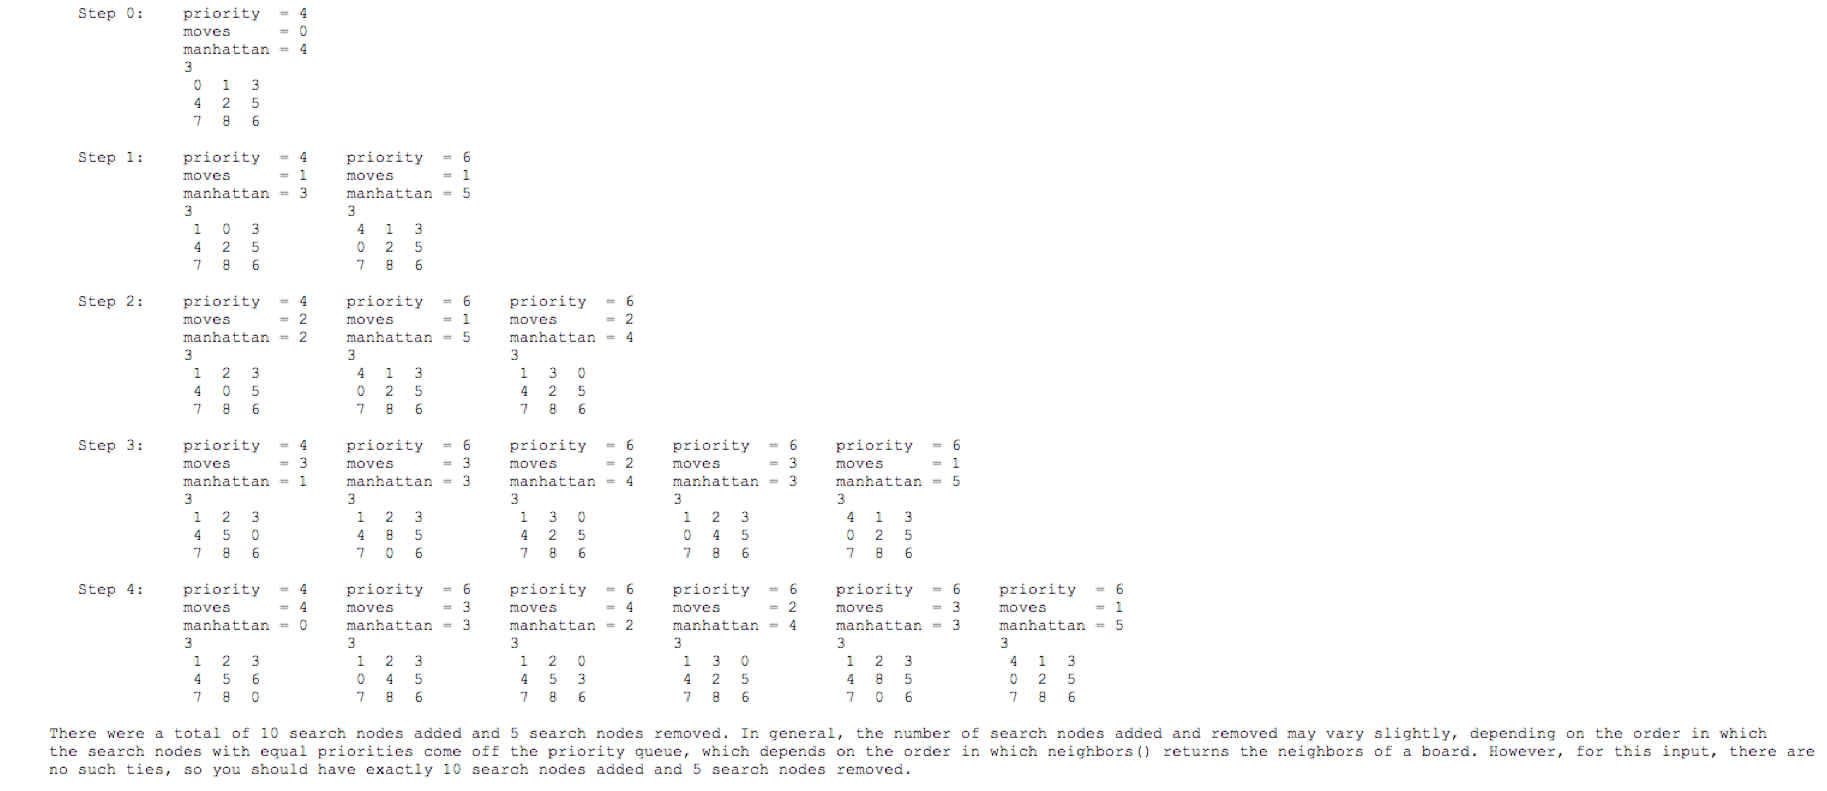 Step 0:    priority  = 4
           moves     = 0
           manhattan = 4
           3
            0  1  3
            4  2  5
            7  8  6
Step 1:    priority  = 4    priority  = 6
           moves     = 1    moves     = 1
           manhattan = 3    manhattan = 5
           3                3
            1  0  3          4  1  3
            4  2  5          0  2  5
            7  8  6          7  8  6
Step 2:    priority  = 4    priority  = 6    priority  = 6
           moves     = 2    moves     = 1    moves     = 2
           manhattan = 2    manhattan = 5    manhattan = 4
           3                3                3
            1  2  3          4  1  3          1  3  0
            4  0  5          0  2  5          4  2  5
            7  8  6          7  8  6          7  8  6
Step 3:    priority  = 4    priority  = 6    priority  = 6    priority  = 6    priority  = 6
           moves     = 3    moves     = 3    moves     = 2    moves     = 3    moves     = 1
           manhattan = 1    manhattan = 3    manhattan = 4    manhattan = 3    manhattan = 5
           3                3                3                3                3
            1  2  3          1  2  3          1  3  0          1  2  3          4  1  3
            4  5  0          4  8  5          4  2  5          0  4  5          0  2  5
            7  8  6          7  0  6          7  8  6          7  8  6          7  8  6
Step 4:    priority  = 4    priority  = 6    priority  = 6    priority  = 6    priority  = 6    priority  = 6
           moves     = 4    moves     = 3    moves     = 4    moves     = 2    moves     = 3    moves     = 1
           manhattan = 0    manhattan = 3    manhattan = 2    manhattan = 4    manhattan = 3    manhattan = 5
           3                3                3                3                3                3
            1  2  3          1  2  3          1  2  0          1  3  0          1  2  3          4  1  3
            4  5  6          0  4  5          4  5  3          4  2  5          4  8  5          0  2  5
            7  8  0          7  8  6          7  8  6          7  8  6          7  0  6          7  8  6
There were a total of 10 search nodes added and 5 search nodes removed. In general, the number of search nodes added and removed may vary slightly, depending on the order in which
the search nodes with equal priorities come off the priority queue, which depends on the order in which neighbors() returns the neighbors of a board. However, for this input, there are
no such ties, so you should have exactly 10 search nodes added and 5 search nodes removed.